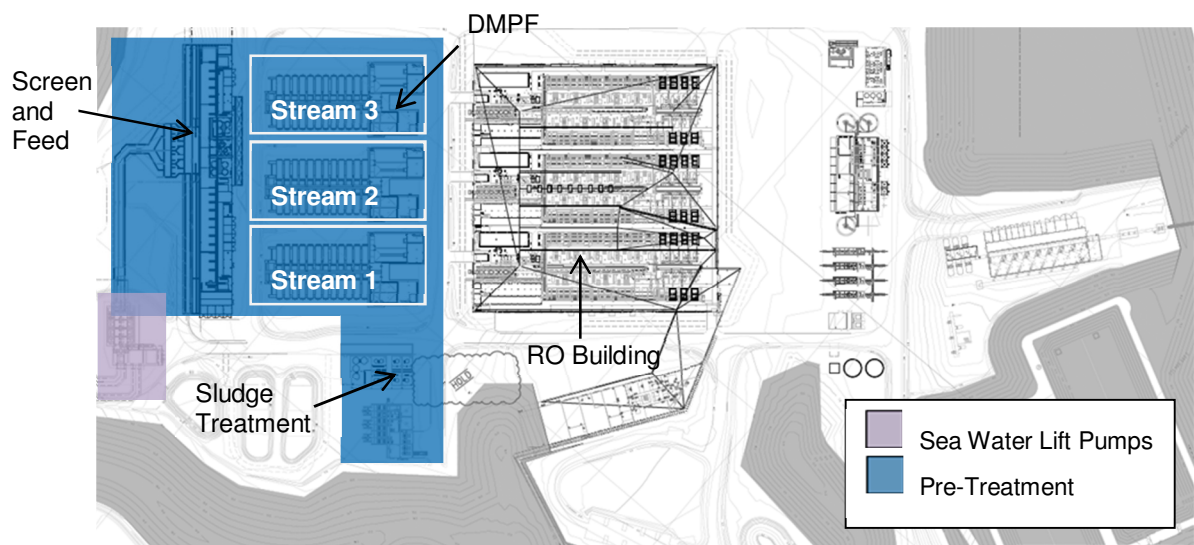 DMPF
Screen
and
Feed
Stream 3
Stream 2
Stream 1
RO Building
HOLD
Sludge
Treatment
Sea Water Lift Pumps
Pre-Treatment